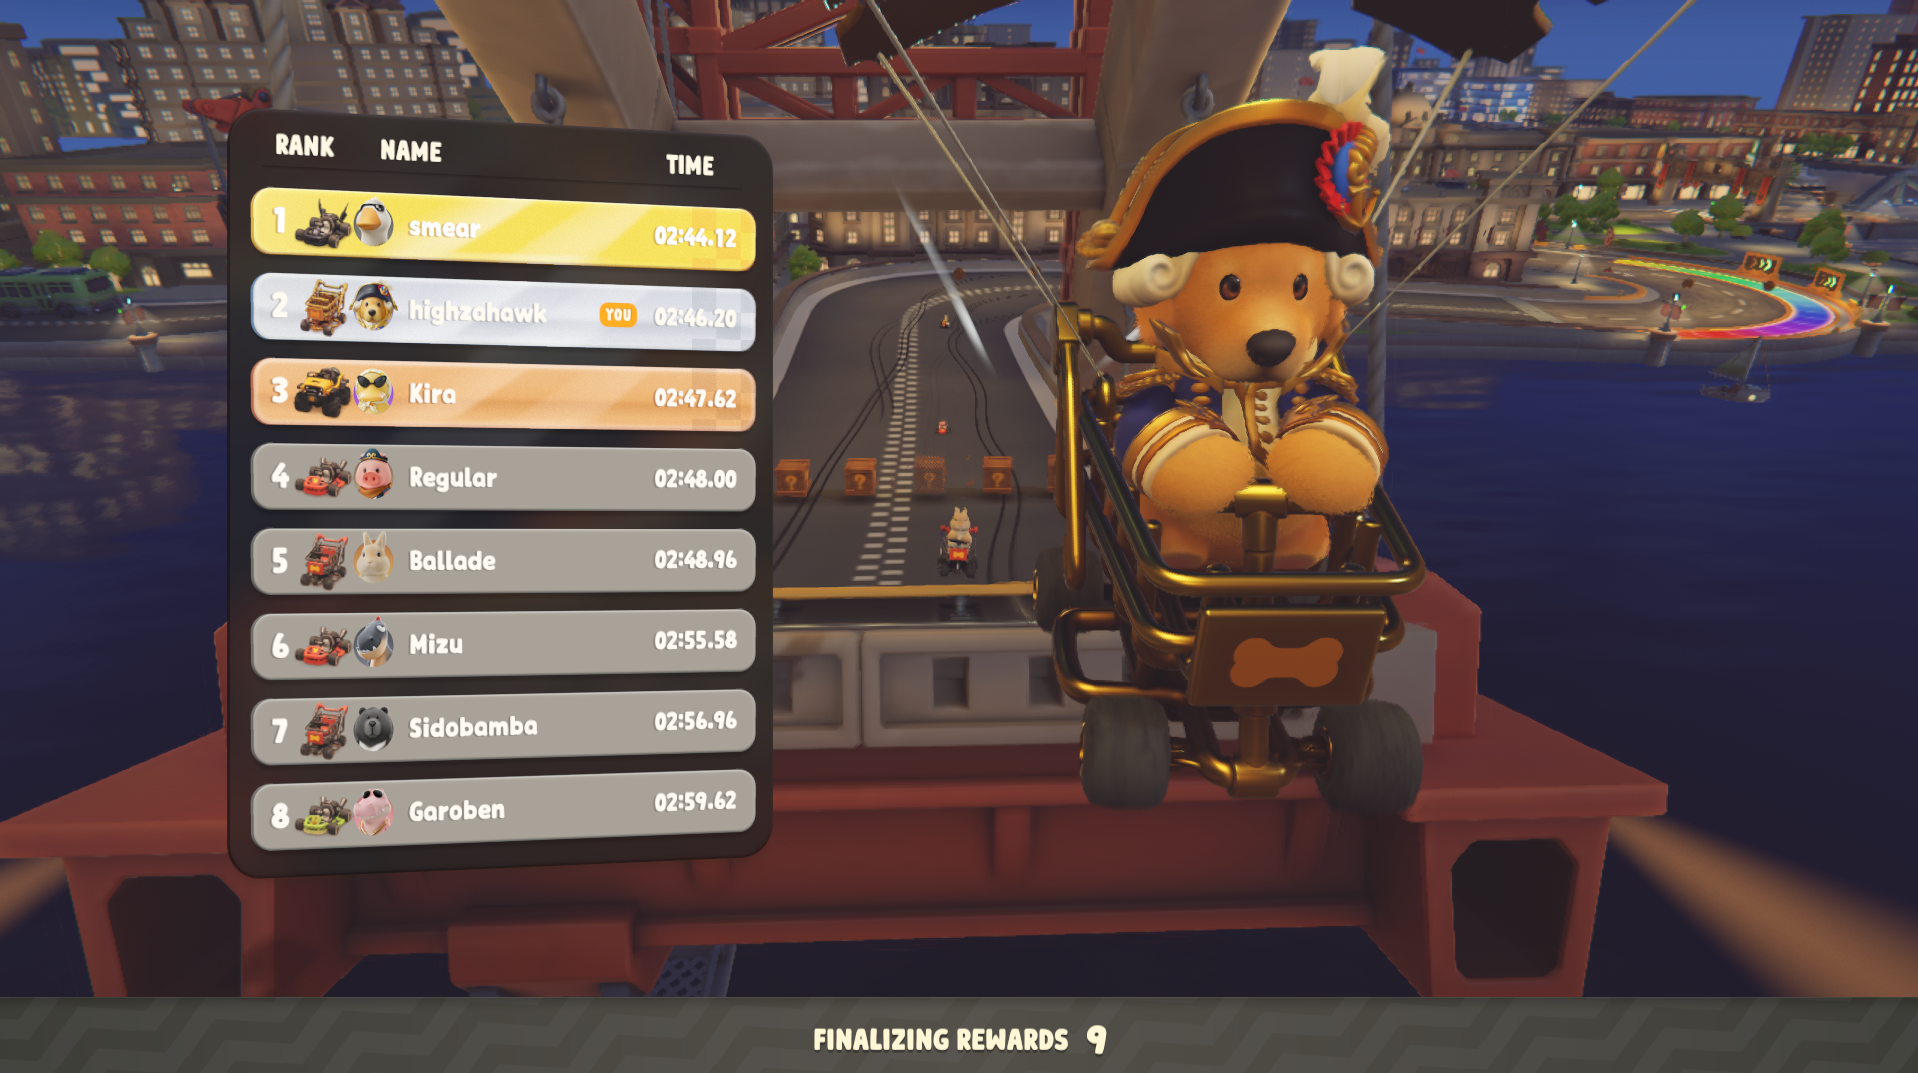 RANK NAME TIME
1 smear 02:44.12
2 highzahawk YOU 02:46.20
3 Kira 02:47.62
4 Regular 02:48.00
5 Ballade 02:48.96
6 Mizu 02:55.58
7 Sidobamba 02:56.96
8 Garoben 02:59.62
? ? ? ?
FINALIZING REWARDS 9